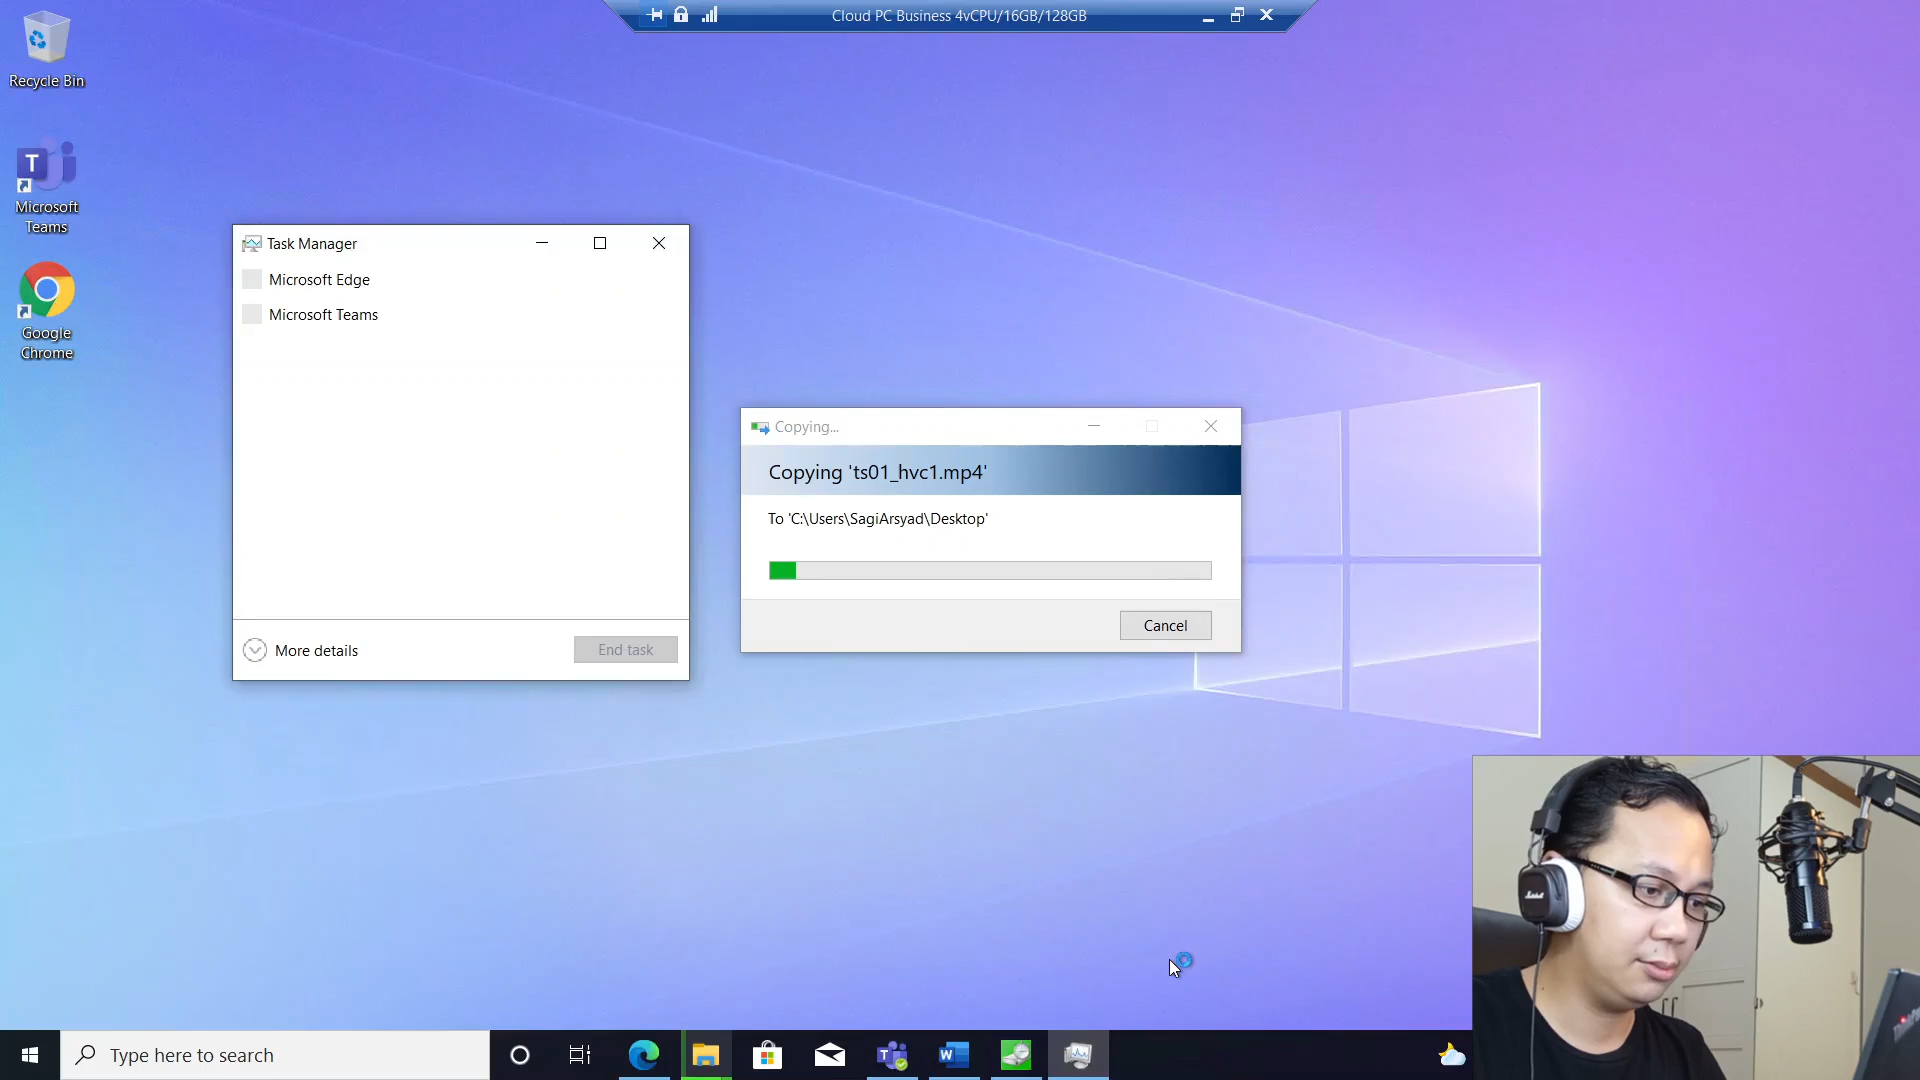 Cloud PC Business 4vCPU/16GB/128GB
Recycle Bin
T
Microsoft
Teams
Google
Chrome
Task Manager
Microsoft Edge
Microsoft Teams
More details
End task
Copying...
Copying 'ts01_hvc1.mp4'
To 'C:\Users\SagiArsyad\Desktop'
Cancel
Marshall
Type here to search
T
W